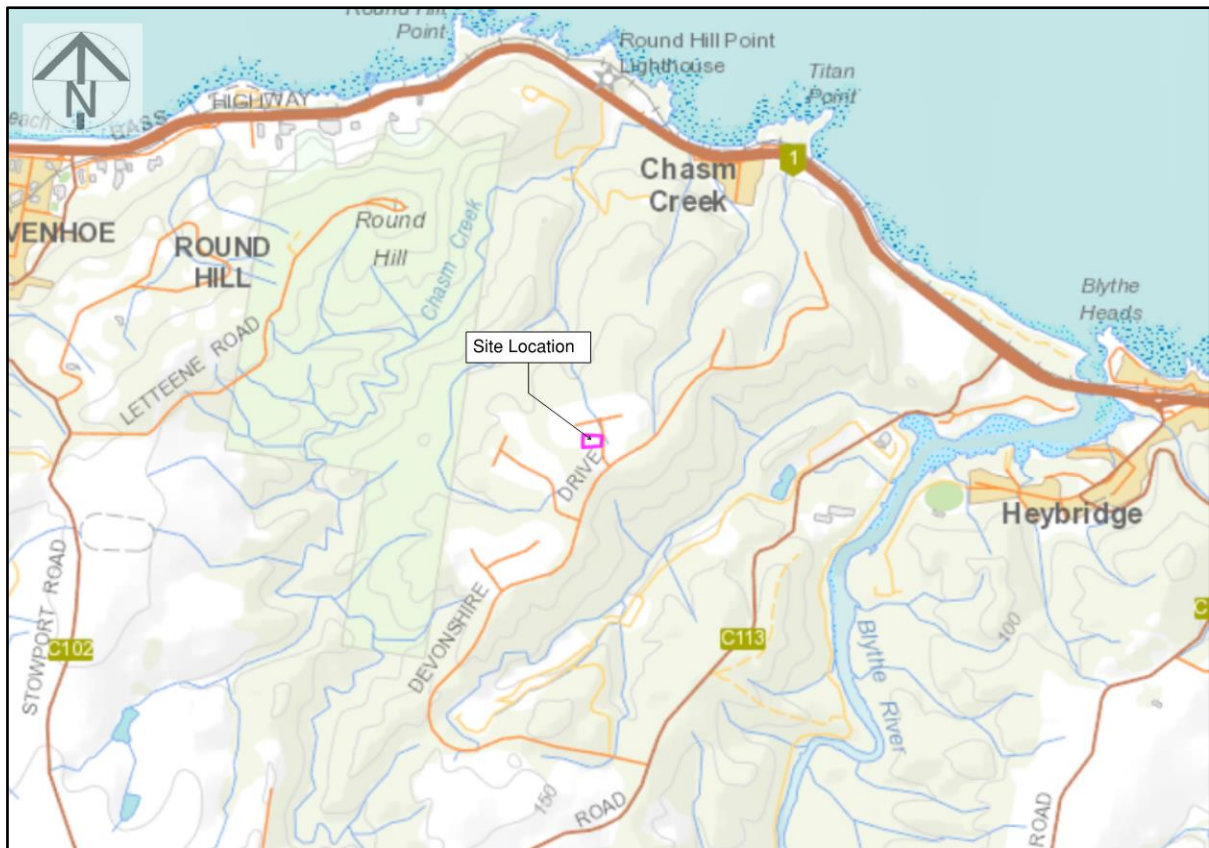 Round Hill
Point
Round Hill Point
Lighthouse
Titan
Point
N
HIGHWAY
BASS
each
1
Chasm
Creek
Round
Hill
Chasm Creek
VENHOE
ROUND
HILL
Blythe
Heads
Site Location
LETTEENE ROAD
DRIVE
Heybridge
STOWPORT ROAD
DEVONSHIRE
C102
C113
100
Blythe River
150
ROAD
ROAD